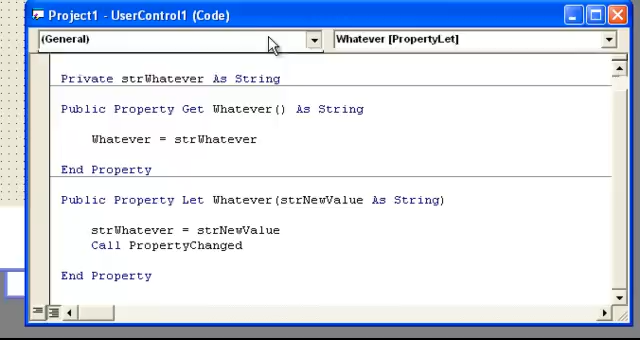 Project1 - UserControl1 (Code)
(General)
Whatever [PropertyLet]
Private strWhatever As String
Public Property Get Whatever() As String
Whatever = strWhatever
End Property
Public Property Let Whatever(strNewValue As String)
strWhatever = strNewValue
Call PropertyChanged
End Property